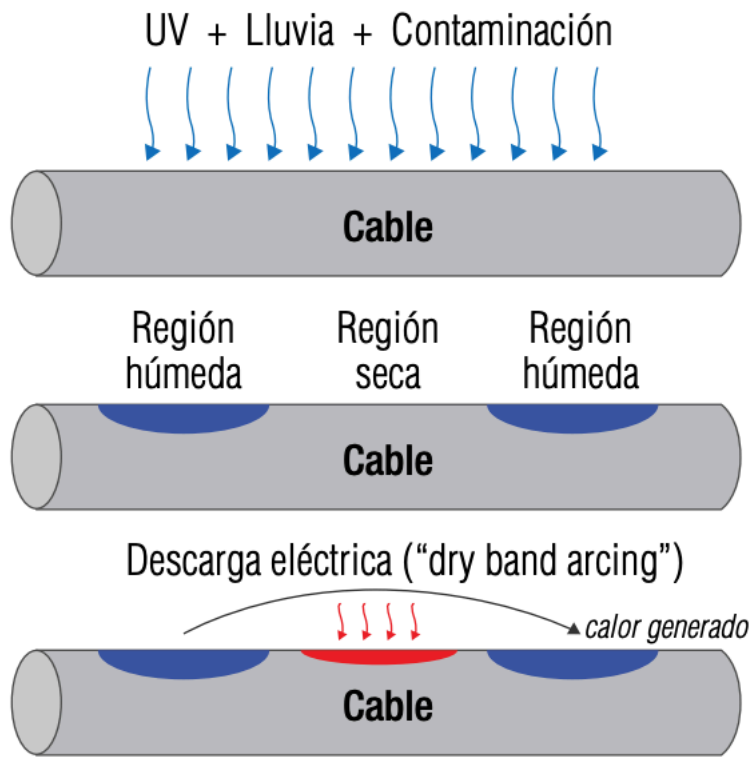 UV + Lluvia + Contaminación
Cable
Región húmeda
Región seca
Región húmeda
Cable
Descarga eléctrica (“dry band arcing”)
calor generado
Cable